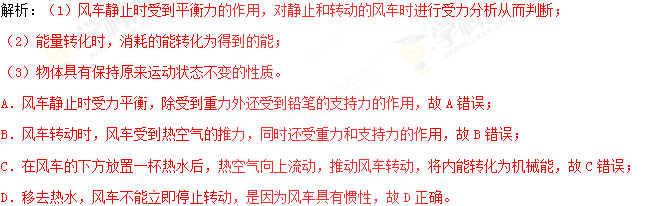 解析：（1）风车静止时受到平衡力的作用，对静止和转动的风车时进行受力分析从而判断；
（2）能量转化时，消耗的能转化为得到的能；
（3）物体具有保持原来运动状态不变的性质。
A．风车静止时受力平衡，除受到重力外还受到铅笔的支持力的作用，故A错误；
B．风车转动时，风车受到热空气的推力，同时还受重力和支持力的作用，故B错误；
C．在风车的下方放置一杯热水后，热空气向上流动，推动风车转动，将内能转化为机械能，故C错误；
D．移去热水，风车不能立即停止转动，是因为风车具有惯性，故D正确。